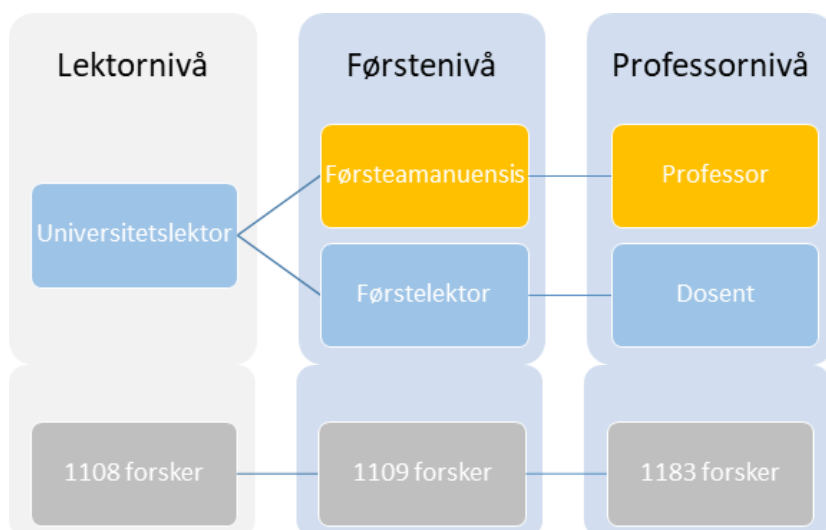 Lektornivå
Førstenivå
Professornivå
Universitetslektor
Førsteamanuensis
Professor
Førstelektor
Dosent
1108 forsker
1109 forsker
1183 forsker